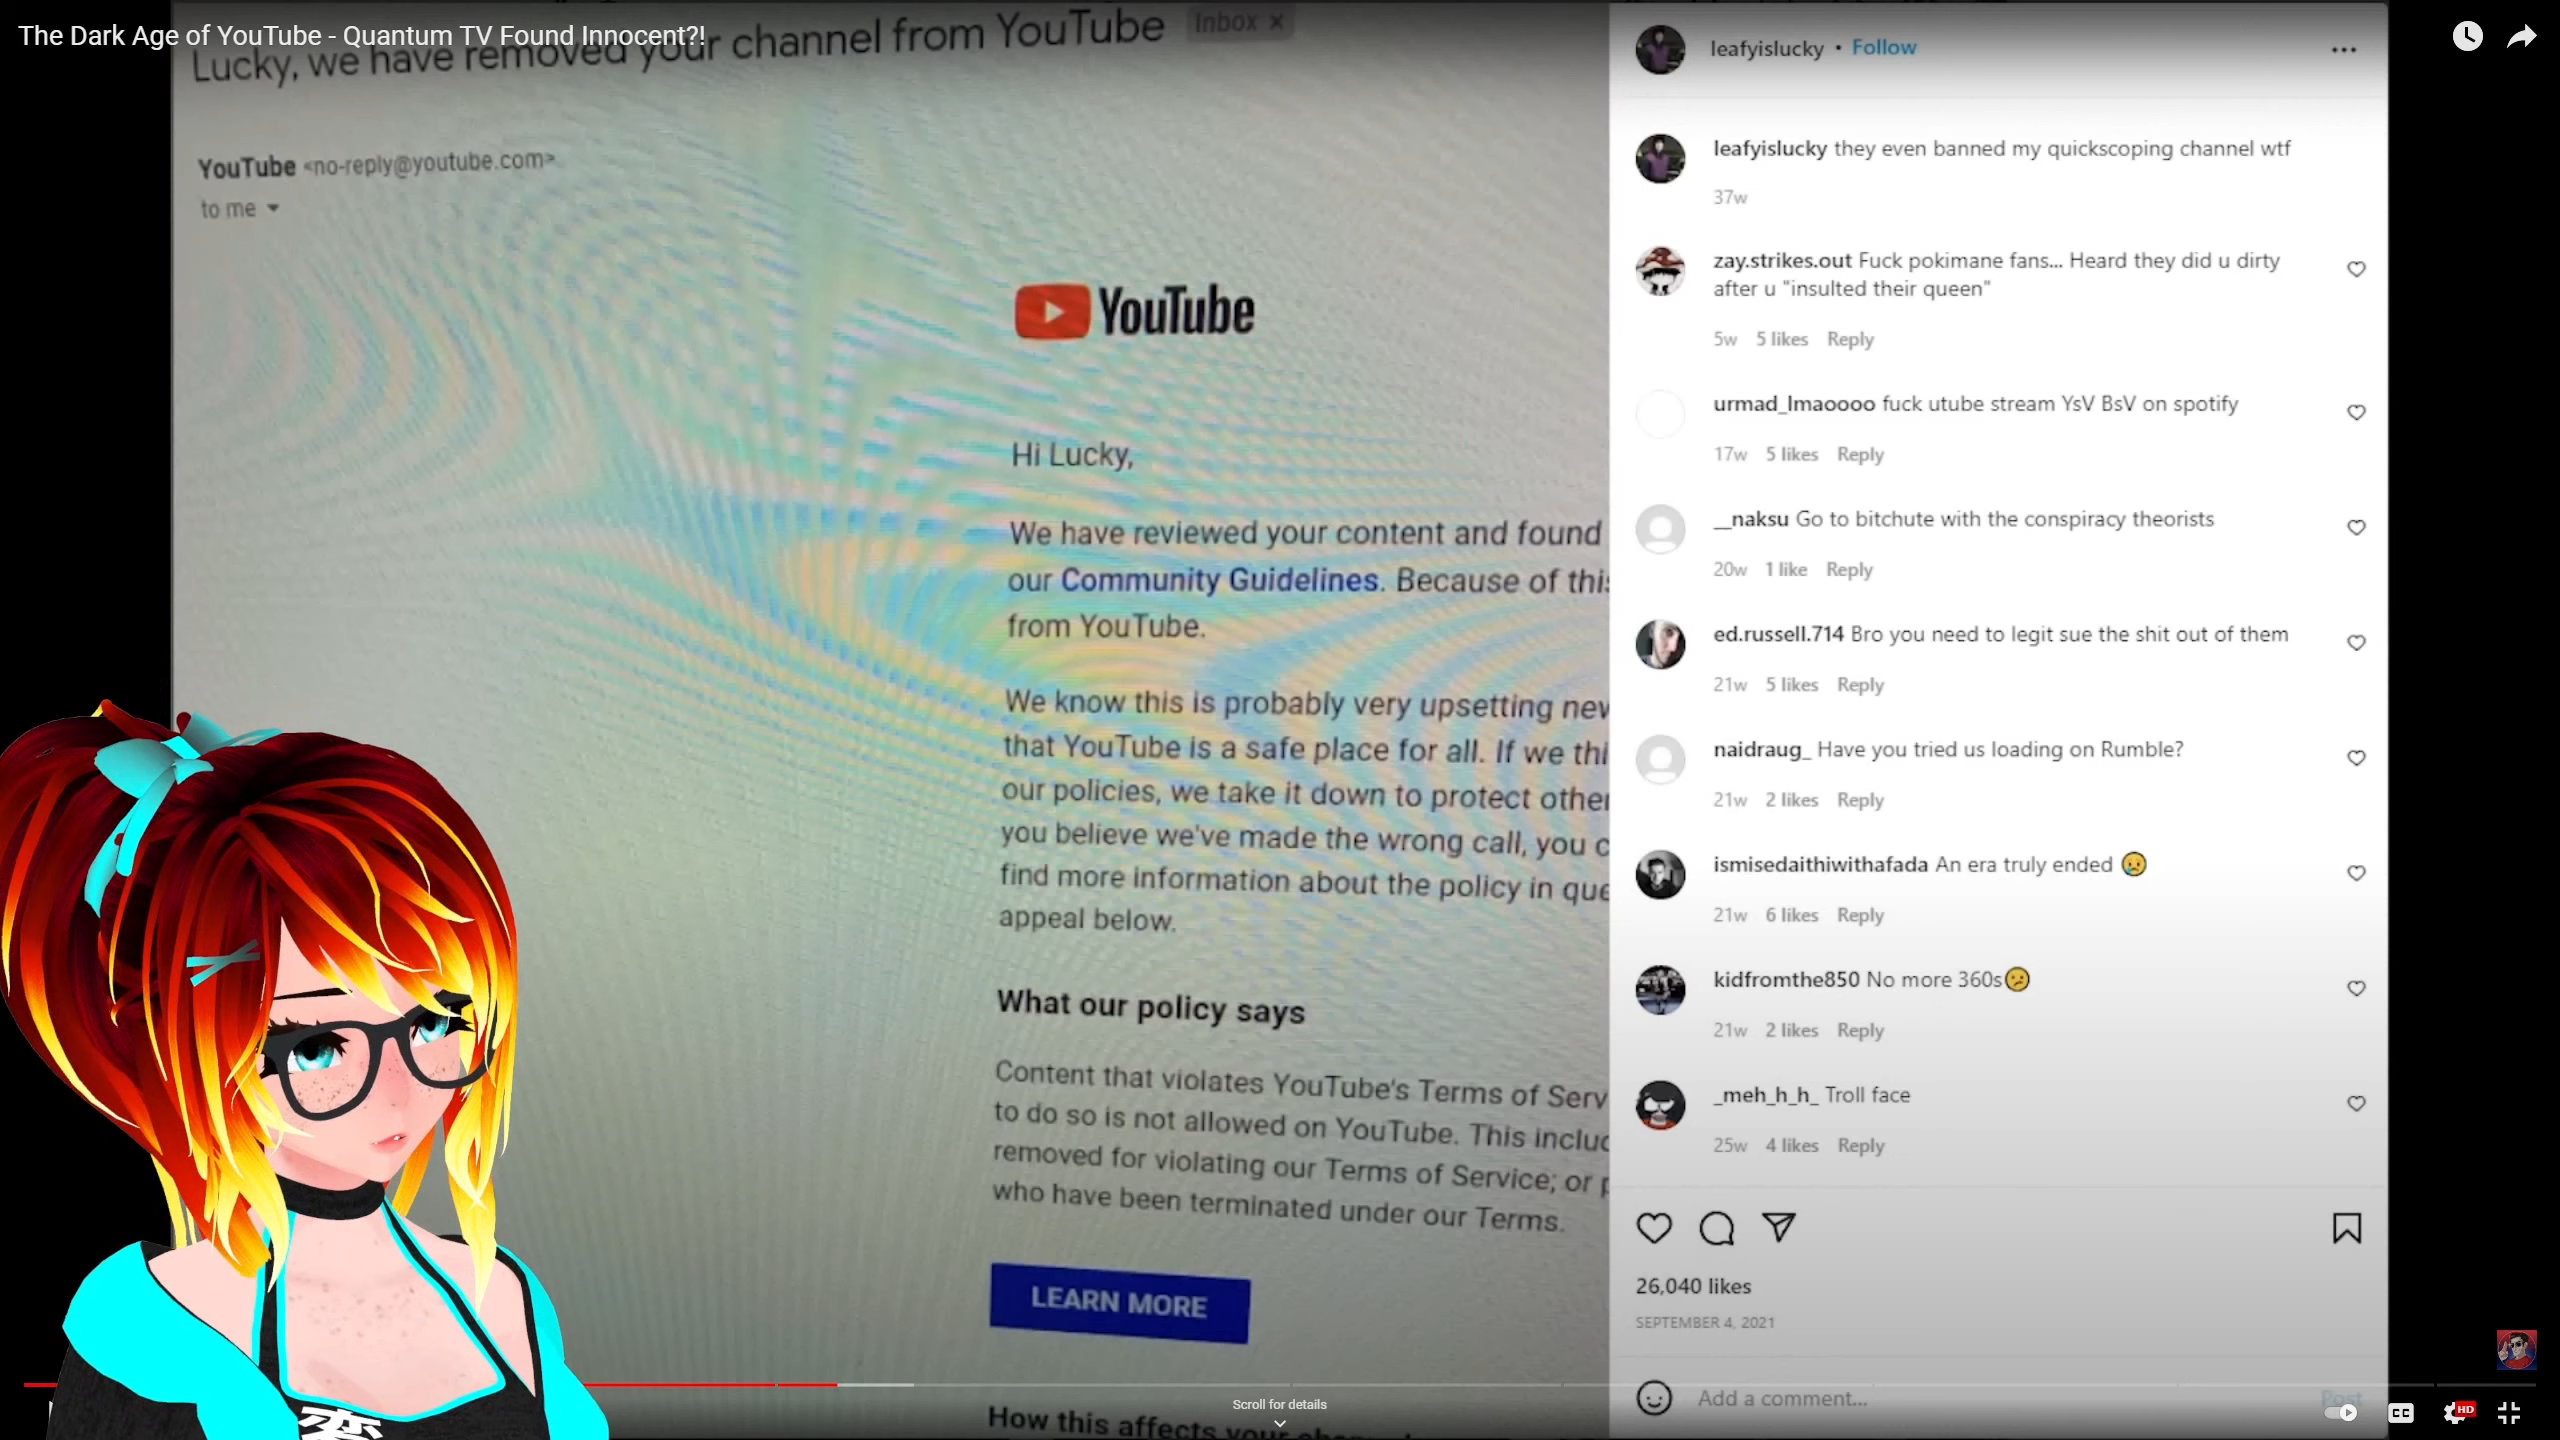 The Dark Age of YouTube - Quantum TV Found Innocent?!
Lucky, we have removed your channel from YouTube
Inbox ×
YouTube <no-reply@youtube.com>
to me
YouTube
Hi Lucky,
We have reviewed your content and found
our Community Guidelines. Because of this
from YouTube.
We know this is probably very upsetting
that YouTube is a safe place for all. If we
our policies, we take it down to protect
you believe we've made the wrong call, you
find more information about the policy in
appeal below.
What our policy says
Content that violates YouTube's Terms of
to do so is not allowed on YouTube. This
removed for violating our Terms of Service; or
who have been terminated under our Terms.
LEARN MORE
How this affects your
leafyislucky • Follow
leafyislucky they even banned my quickscoping channel wtf
37w
zay.strikes.out Fuck pokimane fans... Heard they did u dirty
after u "insulted their queen"
5w 5 likes Reply
urmad_lmaoooo fuck utube stream YsV BsV on spotify
17w 5 likes Reply
__naksu Go to bitchute with the conspiracy theorists
20w 1 like Reply
ed.russell.714 Bro you need to legit sue the shit out of them
21w 5 likes Reply
naidraug_ Have you tried us loading on Rumble?
21w 2 likes Reply
ismisedaithiwithafada An era truly ended 😥
21w 6 likes Reply
kidfromthe850 No more 360s😕
21w 2 likes Reply
_meh_h_h_ Troll face
25w 4 likes Reply
26,040 likes
SEPTEMBER 4, 2021
Add a comment...
Post
Scroll for details
CC
HD
変